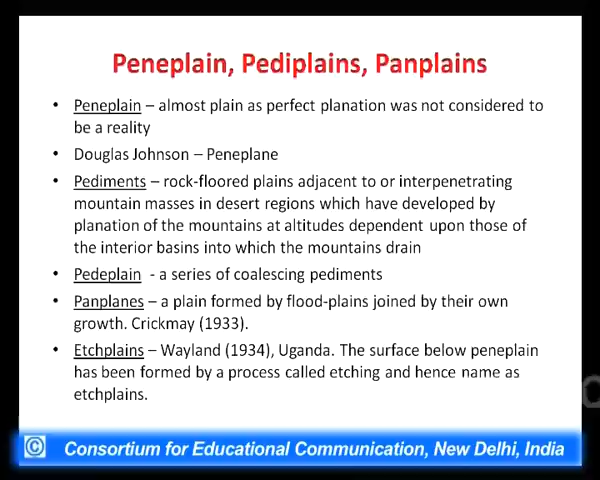 Peneplain, Pediplains, Panplains
• Peneplain – almost plain as perfect planation was not considered to
be a reality
• Douglas Johnson – Peneplane
• Pediments – rock-floored plains adjacent to or interpenetrating
mountain masses in desert regions which have developed by
planation of the mountains at altitudes dependent upon those of
the interior basins into which the mountains drain
• Pedeplain - a series of coalescing pediments
• Panplanes – a plain formed by flood-plains joined by their own
growth. Crickmay (1933).
• Etchplains – Wayland (1934), Uganda. The surface below peneplain
has been formed by a process called etching and hence name as
etchplains.
© Consortium for Educational Communication, New Delhi, India